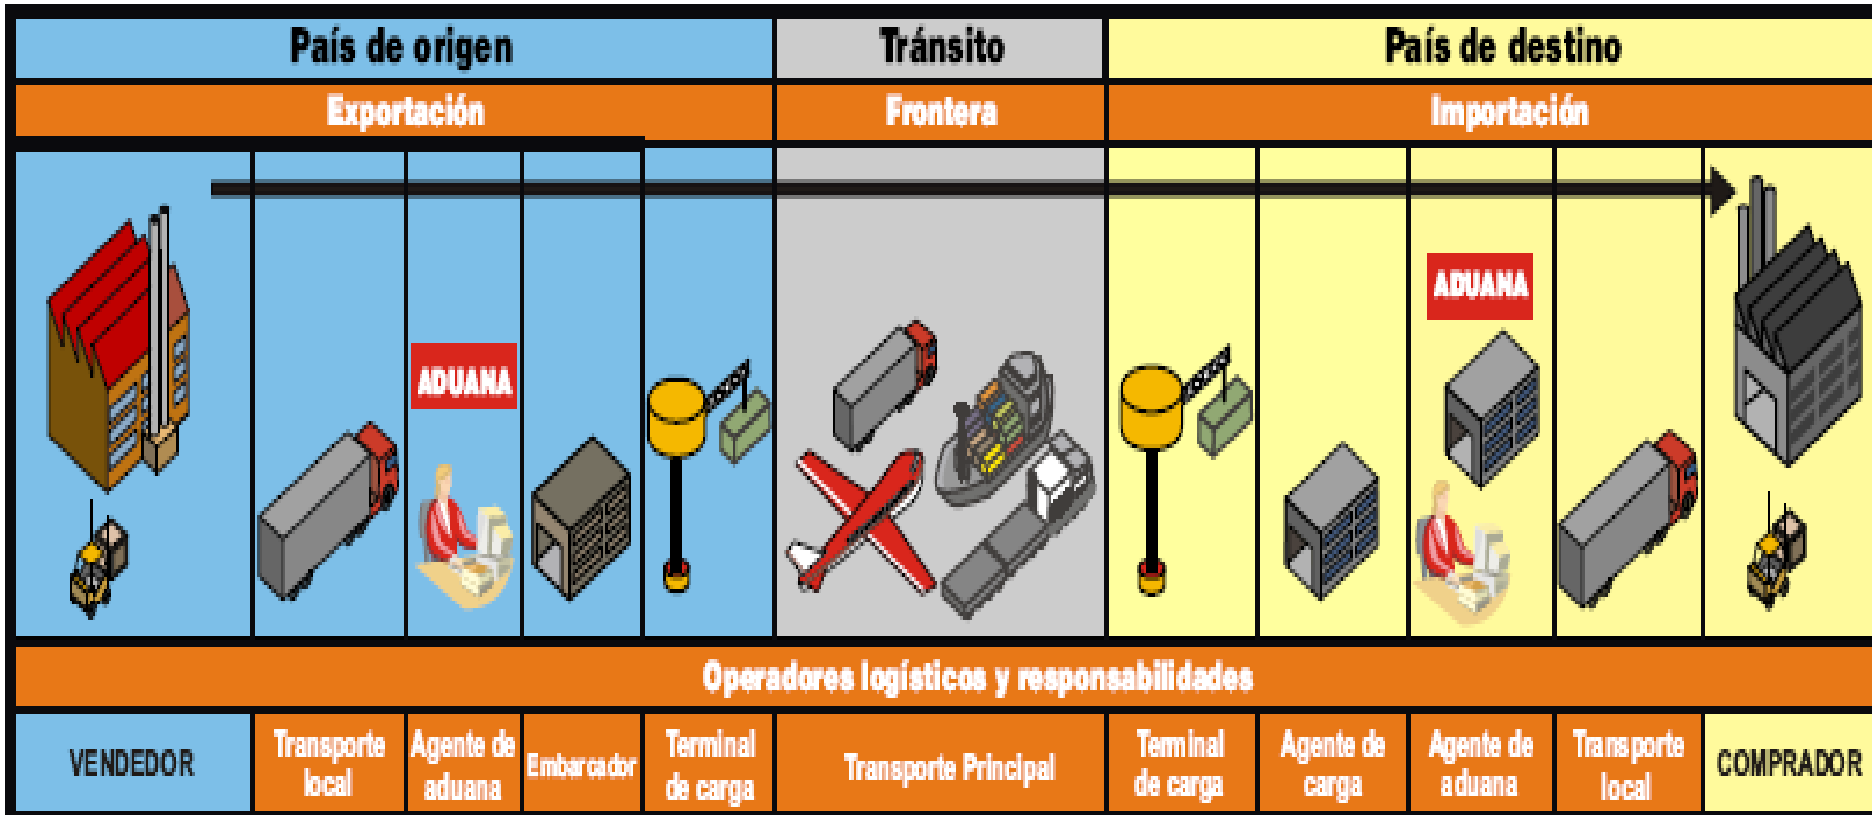 País de origen
Tránsito
País de destino
Exportación
Frontera
Importación
ADUANA
ADUANA
Operadores logísticos y responsabilidades
VENDEDOR
Transporte
local
Agente de
aduana
Embarcador
Terminal
de carga
Transporte Principal
Terminal
de carga
Agente de
carga
Agente de
aduana
Transporte
local
COMPRADOR